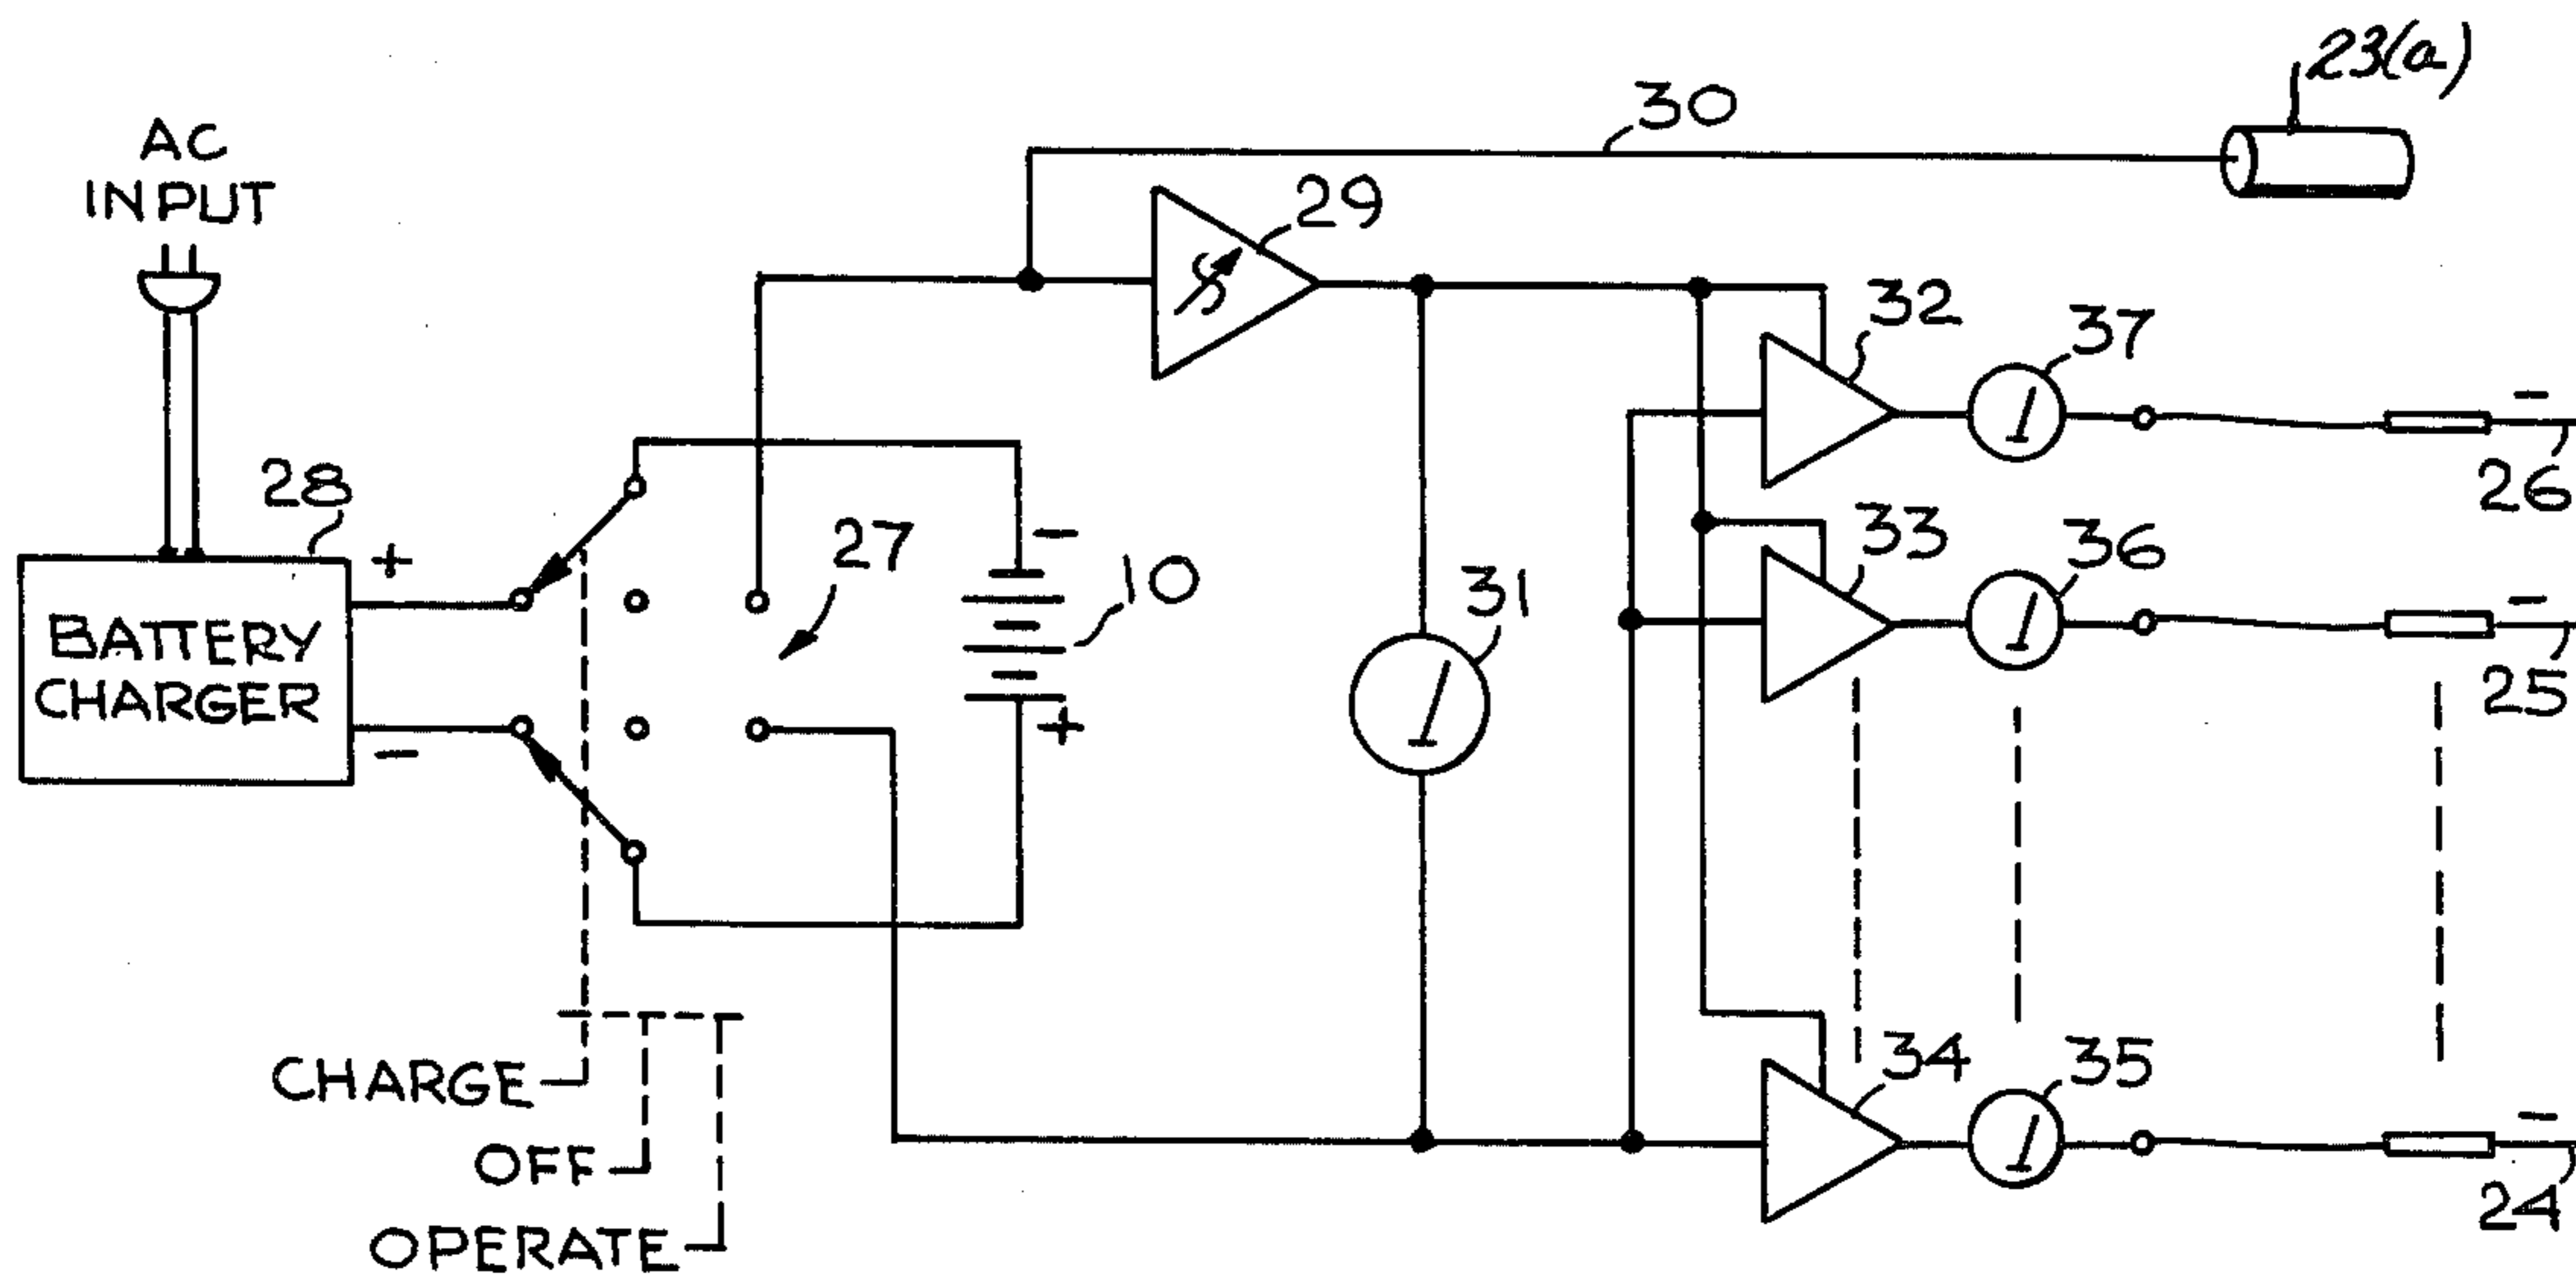 23(a)
30
AC
INPUT
29
32
37
-
26
28
+
-
27
10
33
36
-
25
BATTERY
CHARGER
31
+
-
CHARGE
34
35
-
24
OFF
OPERATE